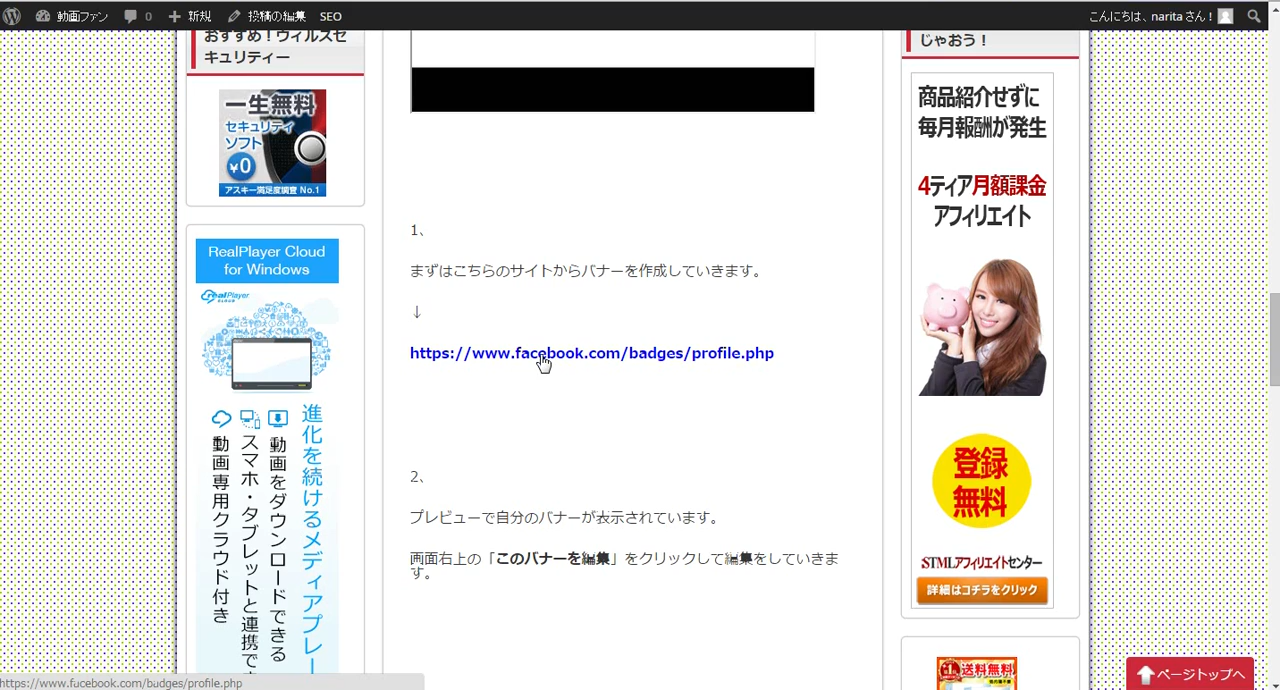 動画ファン 0 新規 投稿の編集 SEO
こんにちは、narita さん！
おすすめ！ウィルスセ
キュリティー
一生無料
セキュリティ
ソフト
¥0
アスキー満足度調査 No.1
RealPlayer Cloud
for Windows
realPlayer
CLOUD
進化を続けるメディアプレー
動画をダウンロードできる
スマホ・タブレットと連携で
動画専用クラウド付き
1、
まずはこちらのサイトからバナーを作成していきます。
↓
https://www.facebook.com/badges/profile.php
2、
プレビューで自分のバナーが表示されています。
画面右上の「このバナーを編集」をクリックして編集をしていきま
す。
じゃおう！
商品紹介せずに
毎月報酬が発生
4ティア月額課金
アフィリエイト
登録
無料
STMLアフィリエイトセンター
詳細はコチラをクリック
送料無料
ページトップへ
https://www.fucebook.com/budges/profile.php